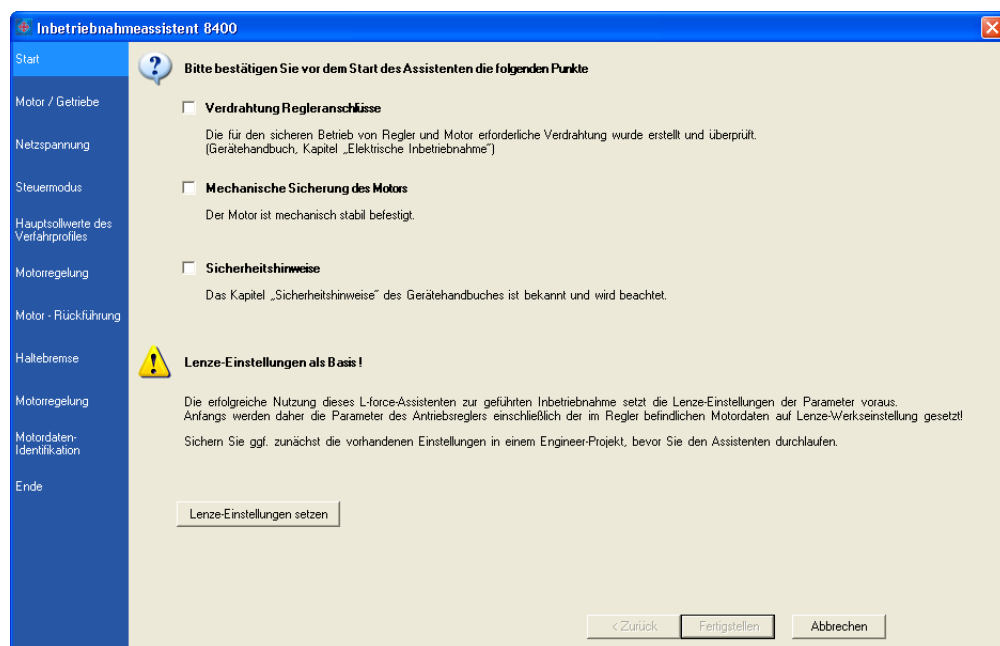 Inbetriebnahmeassistent 8400
Start
Motor / Getriebe
Netzspannung
Steuermodus
Hauptsollwerte des
Verfahrprofiles
Motorregelung
Motor - Rückführung
Haltebremse
Motorregelung
Motordaten-
Identifikation
Ende
Bitte bestätigen Sie vor dem Start des Assistenten die folgenden Punkte
Verdrahtung Regleranschlüsse
Die für den sicheren Betrieb von Regler und Motor erforderliche Verdrahtung wurde erstellt und überprüft.
(Gerätehandbuch, Kapitel „Elektrische Inbetriebnahme“)
Mechanische Sicherung des Motors
Der Motor ist mechanisch stabil befestigt.
Sicherheitshinweise
Das Kapitel „Sicherheitshinweise“ des Gerätehandbuches ist bekannt und wird beachtet.
Lenze-Einstellungen als Basis !
Die erfolgreiche Nutzung dieses L-force-Assistenten zur geführten Inbetriebnahme setzt die Lenze-Einstellungen der Parameter voraus.
Anfangs werden daher die Parameter des Antriebsreglers einschließlich der im Regler befindlichen Motordaten auf Lenze-Werkseinstellung gesetzt!
Sichern Sie ggf. zunächst die vorhandenen Einstellungen in einem Engineer-Projekt, bevor Sie den Assistenten durchlaufen.
Lenze-Einstellungen setzen
< Zurück
Fertigstellen
Abbrechen